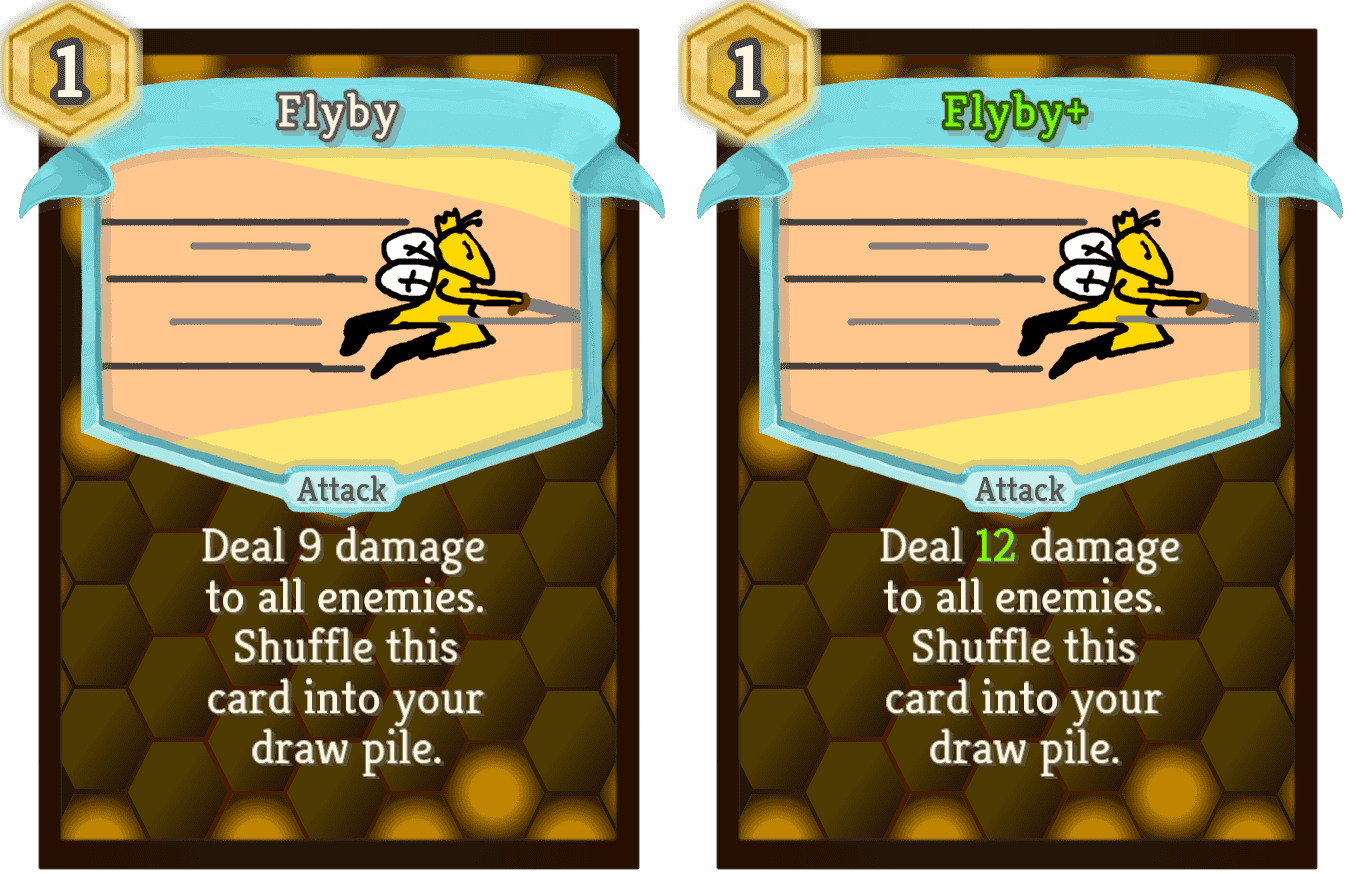 1
Flyby
Attack
Deal 9 damage
to all enemies.
Shuffle this
card into your
draw pile.
1
Flyby+
Attack
Deal 12 damage
to all enemies.
Shuffle this
card into your
draw pile.